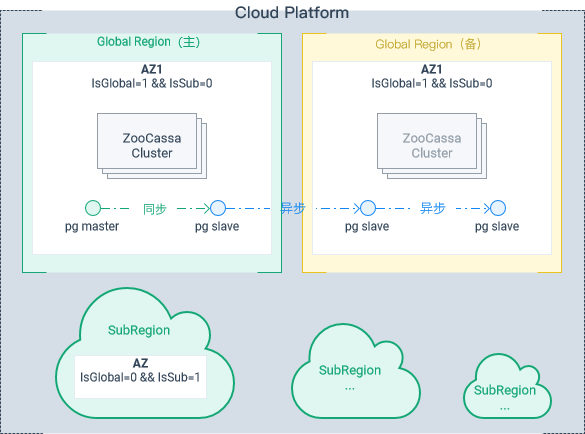 Cloud Platform
Global Region（主）
AZ1
IsGlobal=1 && IsSub=0
ZooCassa
Cluster
同步
pg master
pg slave
异步
Global Region（备）
AZ1
IsGlobal=1 && IsSub=0
ZooCassa
Cluster
异步
pg slave
pg slave
SubRegion
AZ
IsGlobal=0 && IsSub=1
SubRegion
...
SubRegion
...